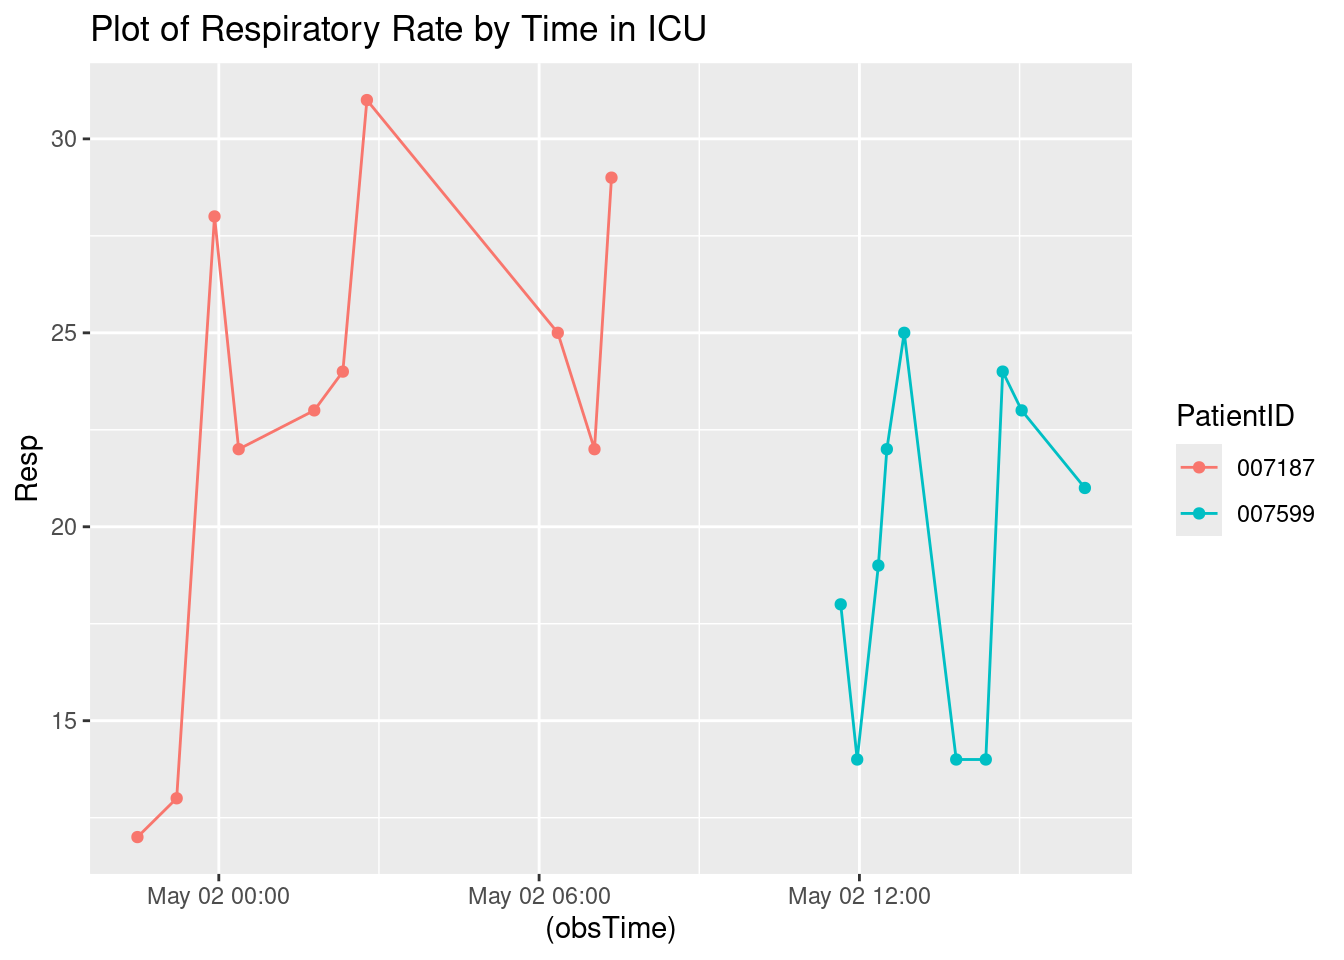 Plot of Respiratory Rate by Time in ICU
30
25
20
15
Resp
May 02 00:00
May 02 06:00
May 02 12:00
(obsTime)
PatientID
007187
007599